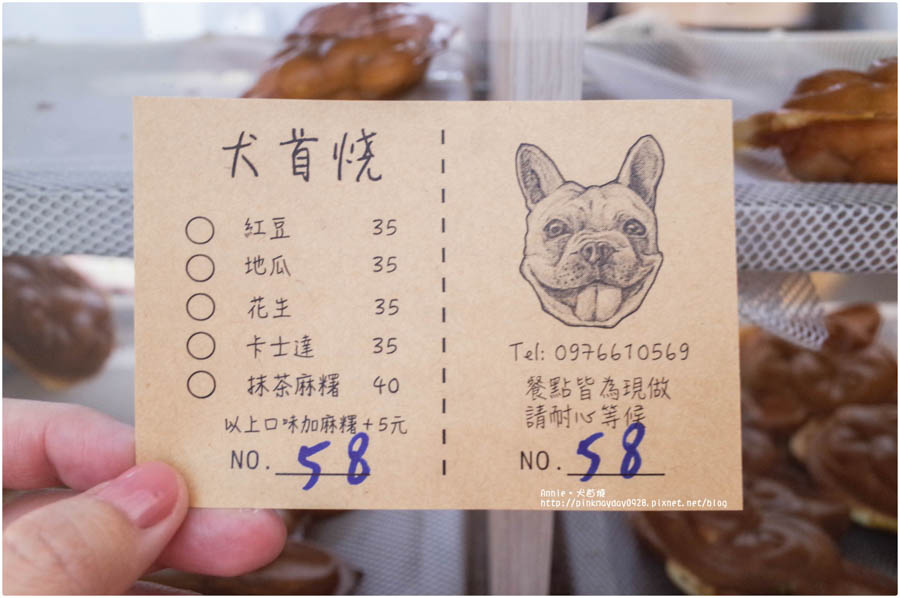 犬首燒
紅豆 35
地瓜 35
花生 35
卡士達 35
抹茶麻糬 40
以上口味加麻糬+5元
NO. 58
Tel: 0976610569
餐點皆為現做
請耐心等候
NO. 58
Annie。犬首燒
http://pinknayday0928.pixnet.net/blog